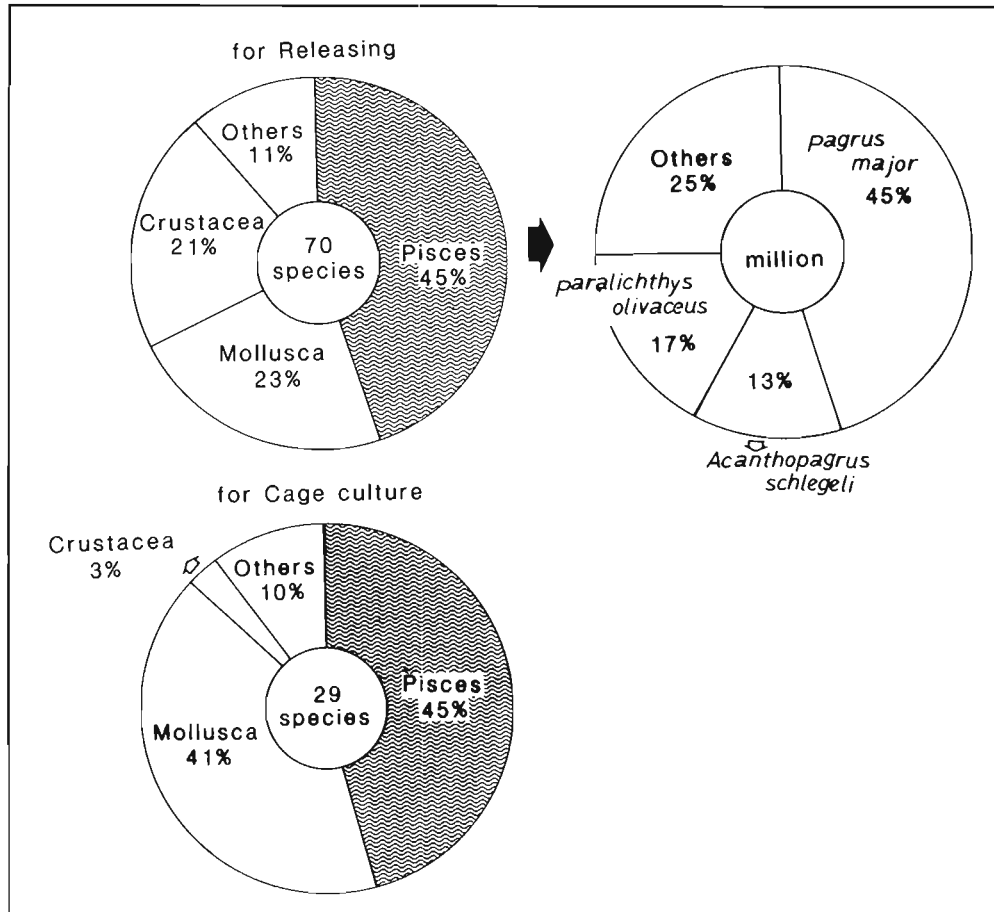 for Releasing
Others
11%
Crustacea
21%
70
species
Pisces
45%
Mollusca
23%
Others
25%
pagrus
major
45%
million
paralichthys
olivaceus
17%
13%
Acanthopagrus
schlegeli
for Cage culture
Crustacea
3%
Others
10%
29
species
Pisces
45%
Mollusca
41%